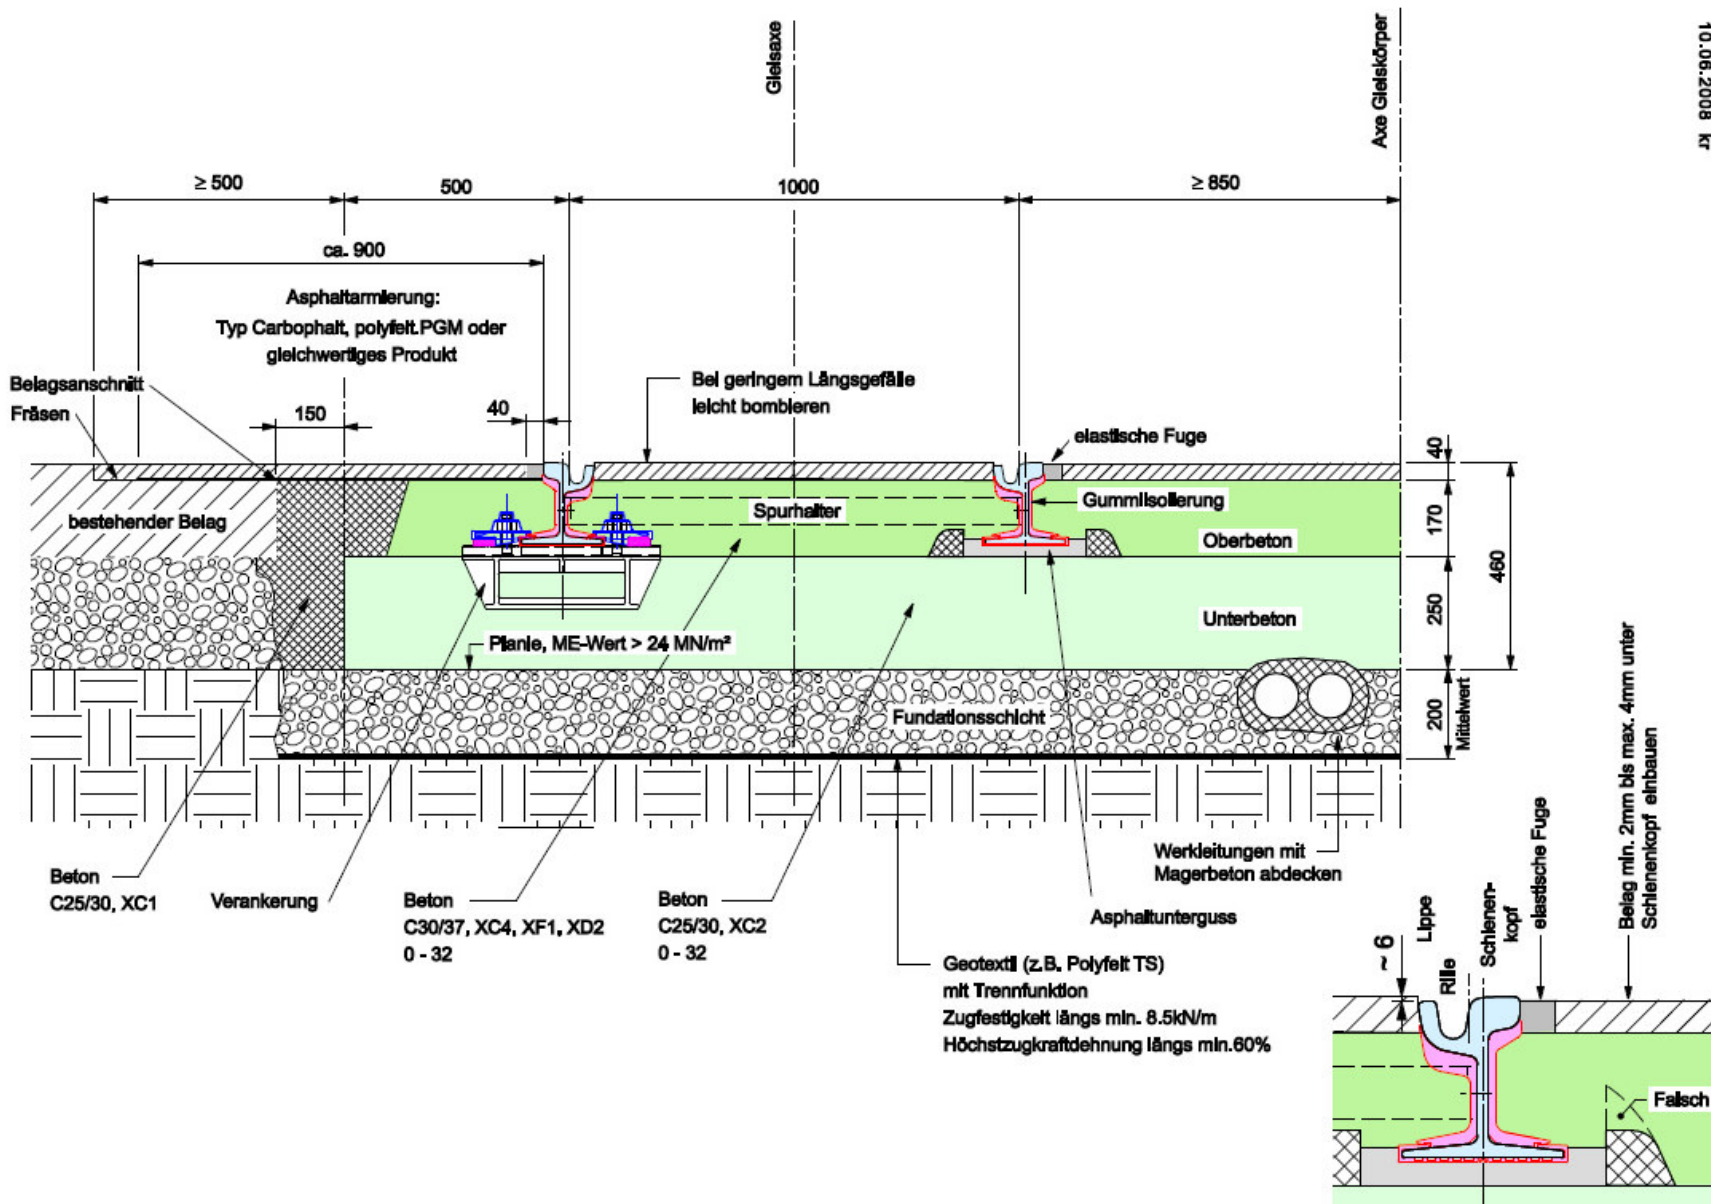 Gleisaxe
Axe Gleiskörper
10.06.2008 kr
≥ 500
500
1000
≥ 850
ca. 900
Asphaltarmierung:
Typ Carbophalt, polyfelt.PGM oder
gleichwertiges Produkt
Belagsanschnitt
Fräsen
150
40
Bei geringem Längsgefälle
leicht bombieren
elastische Fuge
40
bestehender Belag
Spurhalter
Gummiisolierung
Oberbeton
170
460
Unterbeton
250
Planie, ME-Wert > 24 MN/m²
Fundationsschicht
200
Mittelwert
Beton
C25/30, XC1
Verankerung
Beton
C30/37, XC4, XF1, XD2
0 - 32
Beton
C25/30, XC2
0 - 32
Werkleitungen mit
Magerbeton abdecken
Asphaltunterguss
Geotextil (z.B. Polyfelt TS)
mit Trennfunktion
Zugfestigkeit längs min. 8.5kN/m
Höchstzugkraftdehnung längs min.60%
~ 6
Lippe
Rille
Schienen-
kopf
elastische Fuge
Belag min. 2mm bis max. 4mm unter
Schienenkopf einbauen
Falsch